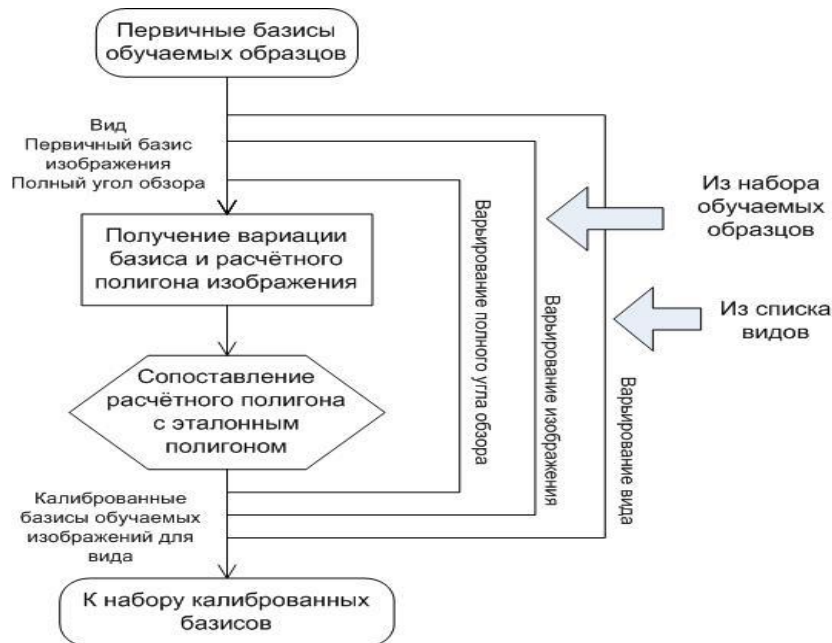 Первичные базисы
обучаемых образцов
Вид
Первичный базис
изображения
Полный угол обзора
Получение вариации
базиса и расчётного
полигона изображения
Сопоставление
расчётного полигона
с эталонным
полигоном
Калиброванные
базисы обучаемых
изображений для
вида
К набору калиброванных
базисов
Варьирование полного угла обзора
Варьирование изображения
Варьирование вида
Из набора
обучаемых
образцов
Из списка
видов